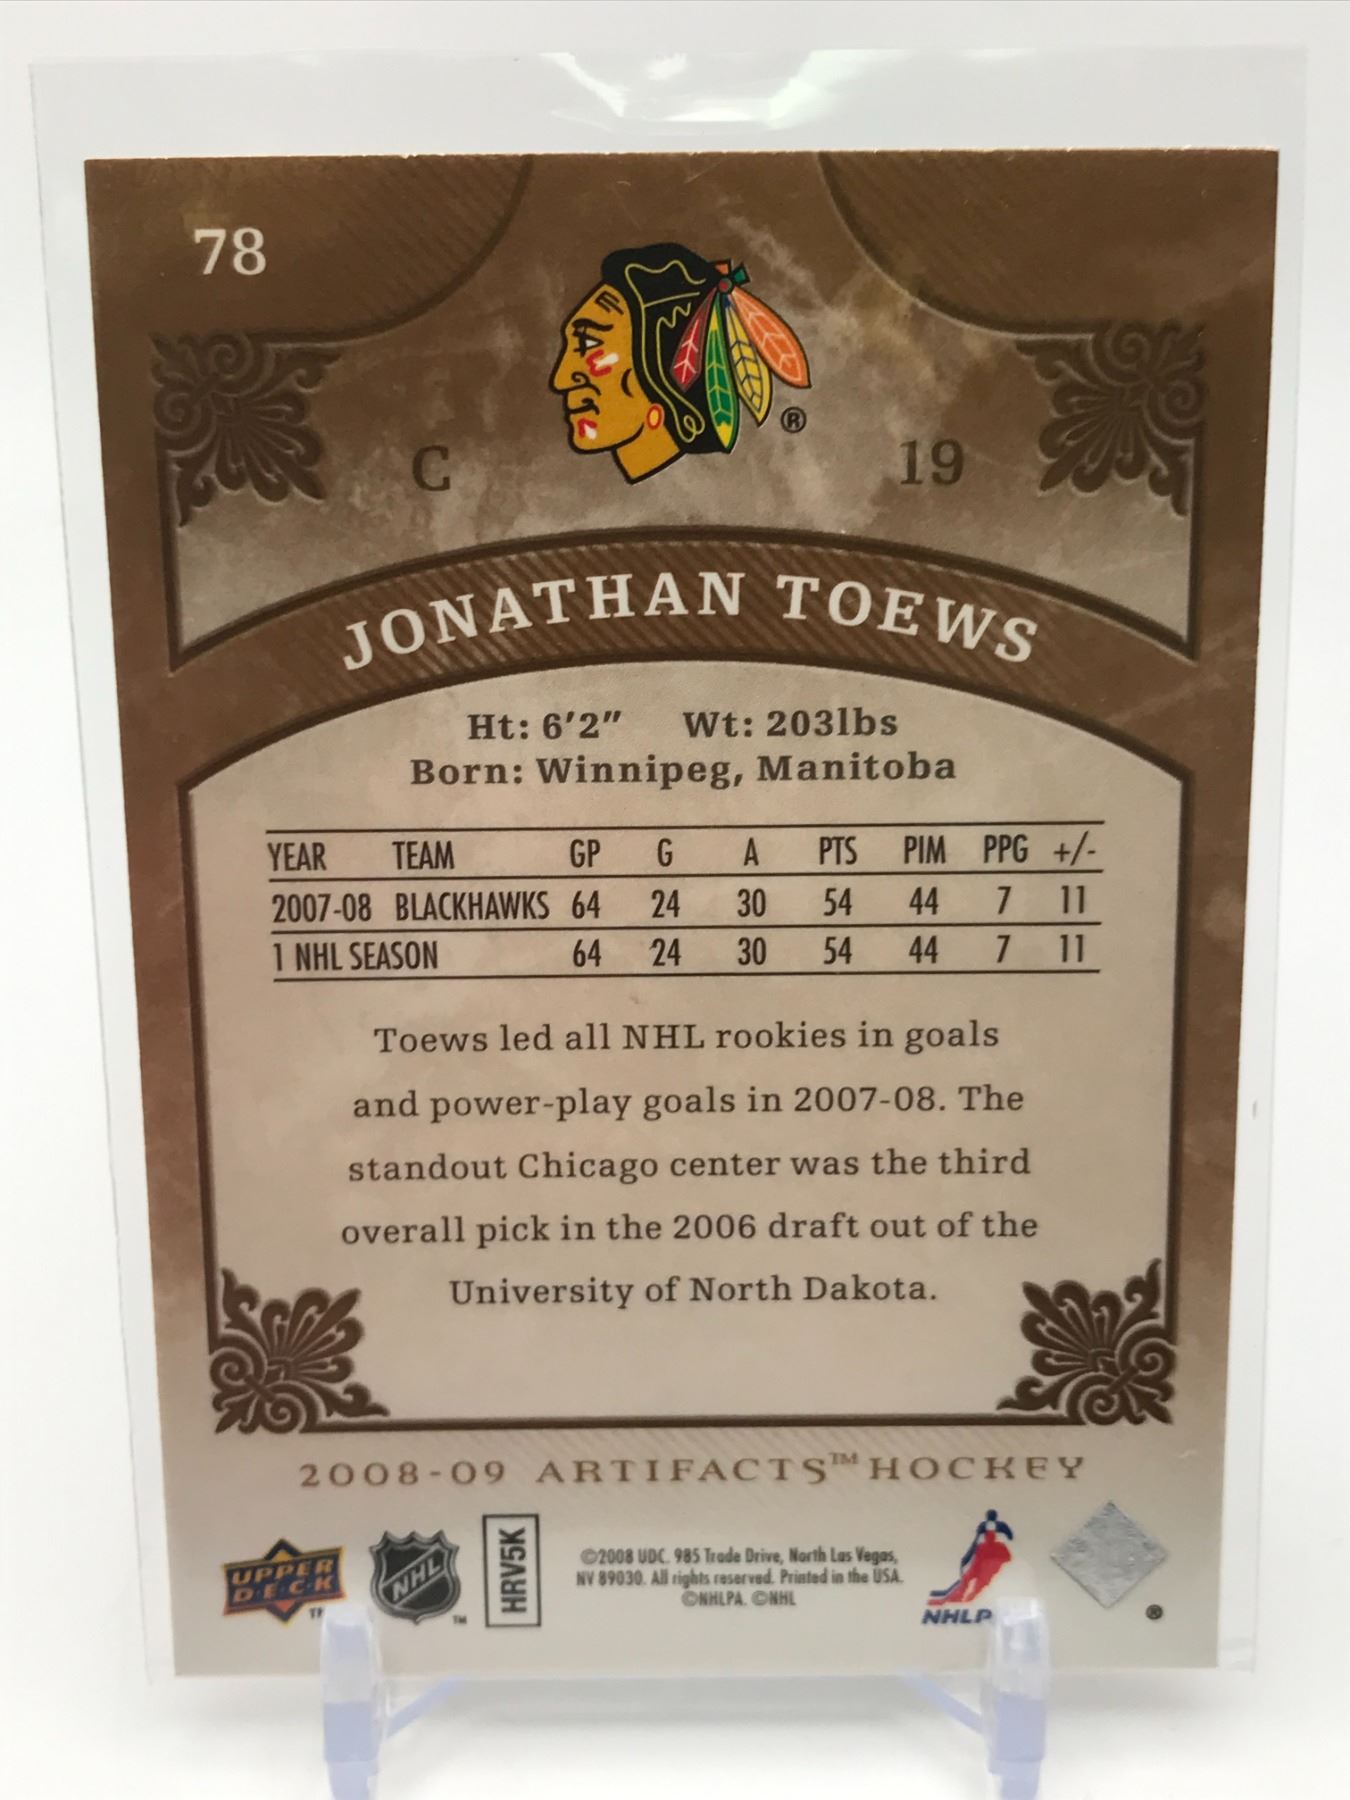 78
®
C 19
JONATHAN TOEWS
Ht: 6'2" Wt: 203lbs
Born: Winnipeg, Manitoba
YEAR TEAM GP G A PTS PIM PPG +/-
2007-08 BLACKHAWKS 64 24 30 54 44 7 11
1 NHL SEASON 64 24 30 54 44 7 11
Toews led all NHL rookies in goals
and power-play goals in 2007-08. The
standout Chicago center was the third
overall pick in the 2006 draft out of the
University of North Dakota.
2008-09 ARTIFACTS™ HOCKEY
UPPER
DECK
TM
NHL
™
HRV5K
©2008 UDC. 985 Trade Drive, North Las Vegas,
NV 89030. All rights reserved. Printed in the USA.
©NHLPA. ©NHL
NHLP
®